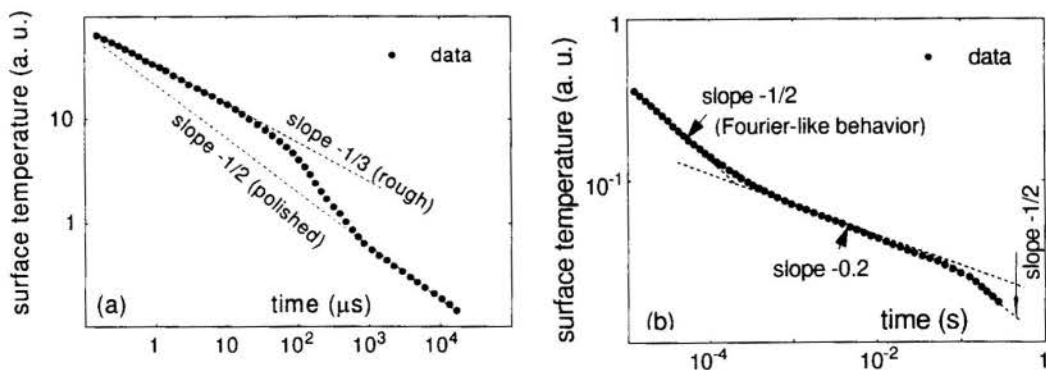 surface temperature (a. u.)
10
1
data
slope -1/3 (rough)
slope -1/2 (polished)
(a)
time (μs)
1
10
10²
10³
10⁴
surface temperature (a. u.)
1
10⁻¹
data
slope -1/2
(Fourier-like behavior)
slope -0.2
slope -1/2
(b)
time (s)
10⁻⁴
10⁻²
1